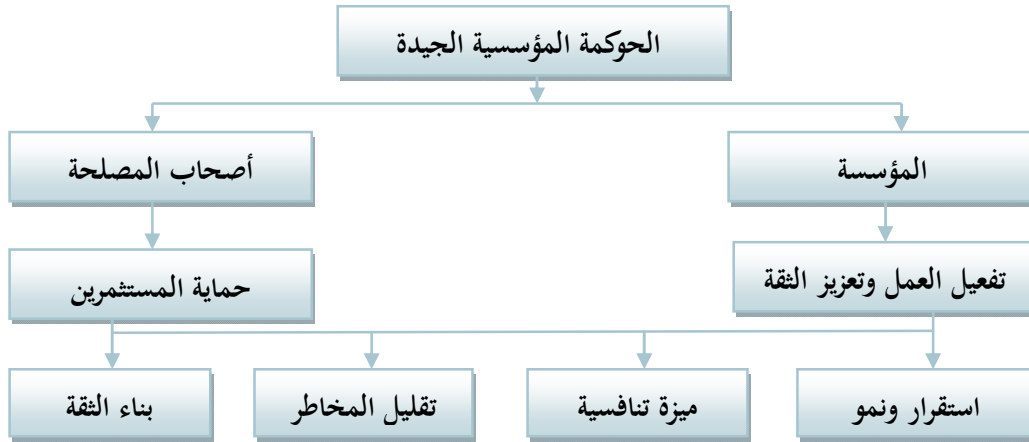 الحوكمة المؤسسية الجيدة
المؤسسة
أصحاب المصلحة
تفعيل العمل وتعزيز الثقة
حماية المستثمرين
استقرار ونمو
ميزة تنافسية
تقليل المخاطر
بناء الثقة